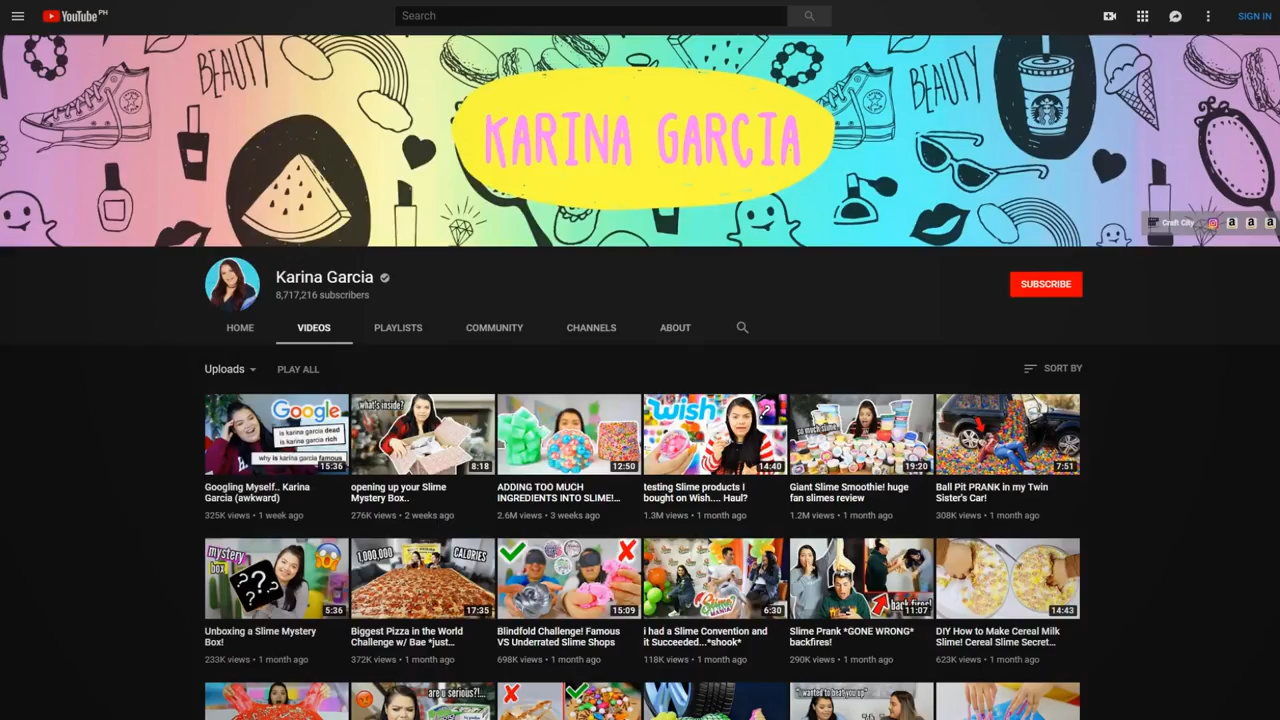 YouTube PH
Search
SIGN IN
BEAUTY
BEAUTY
KARINA GARCIA
Craft City
Karina Garcia
8,717,216 subscribers
SUBSCRIBE
HOME
VIDEOS
PLAYLISTS
COMMUNITY
CHANNELS
ABOUT
Uploads
PLAY ALL
SORT BY
Google
is karina garcia dead
is karina garcia rich
why is karina garcia famous
15:36
what's inside?
8:18
12:50
wish
?
14:40
so much slime..
19:20
7:51
Googling Myself.. Karina
Garcia (awkward)
325K views • 1 week ago
opening up your Slime
Mystery Box..
276K views • 2 weeks ago
ADDING TOO MUCH
INGREDIENTS INTO SLIME!...
2.6M views • 3 weeks ago
testing Slime products I
bought on Wish.... Haul?
1.3M views • 1 month ago
Giant Slime Smoothie! huge
fan slimes review
1.2M views • 1 month ago
Ball Pit PRANK in my Twin
Sister's Car!
308K views • 1 month ago
mystery
box
???
5:36
1,000,000
CALORIES
17:35
15:09
6:30
back fires!
11:07
14:43
Unboxing a Slime Mystery
Box!
233K views • 1 month ago
Biggest Pizza in the World
Challenge w/ Bae *just...
372K views • 1 month ago
Blindfold Challenge! Famous
VS Underrated Slime Shops
698K views • 1 month ago
i had a Slime Convention and
it Succeeded...*shook*
118K views • 1 month ago
Slime Prank *GONE WRONG*
backfires!
290K views • 1 month ago
DIY How to Make Cereal Milk
Slime! Cereal Slime Secret...
623K views • 1 month ago
are u serious?!...
"wanted to beat you up"